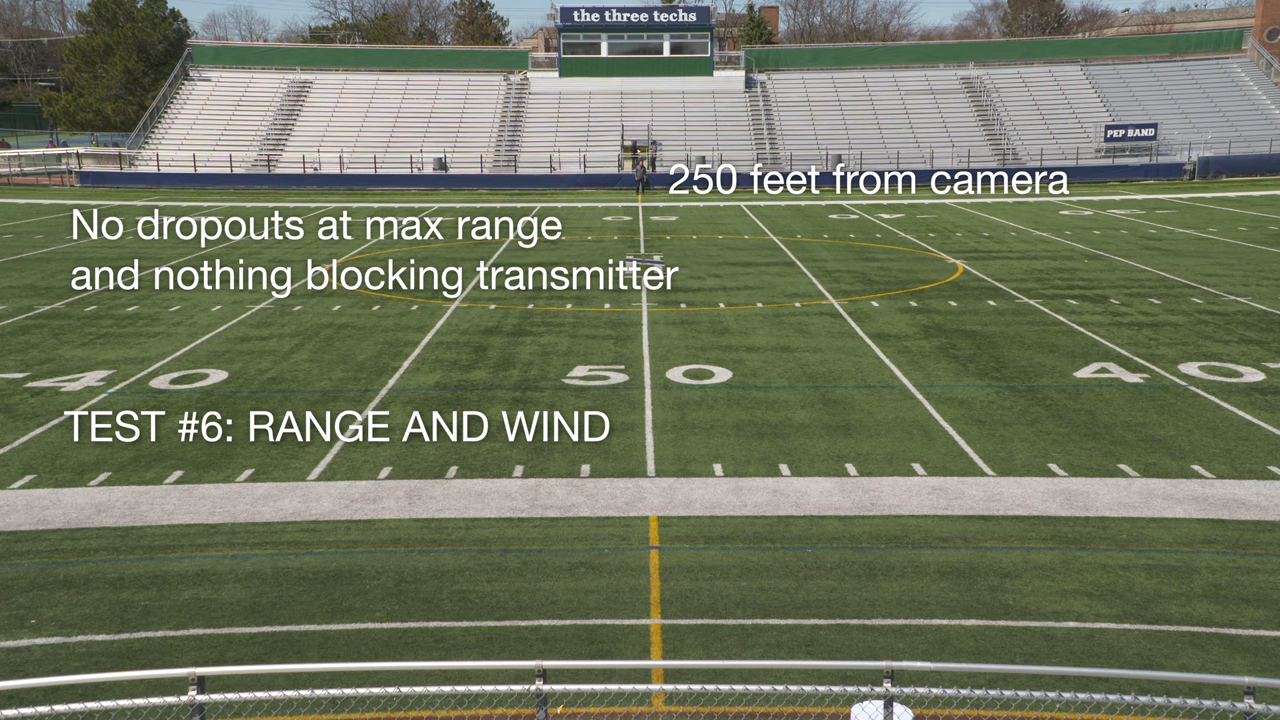 the three techs
PEP BAND
250 feet from camera
No dropouts at max range
and nothing blocking transmitter
50
40 50 40
TEST #6: RANGE AND WIND